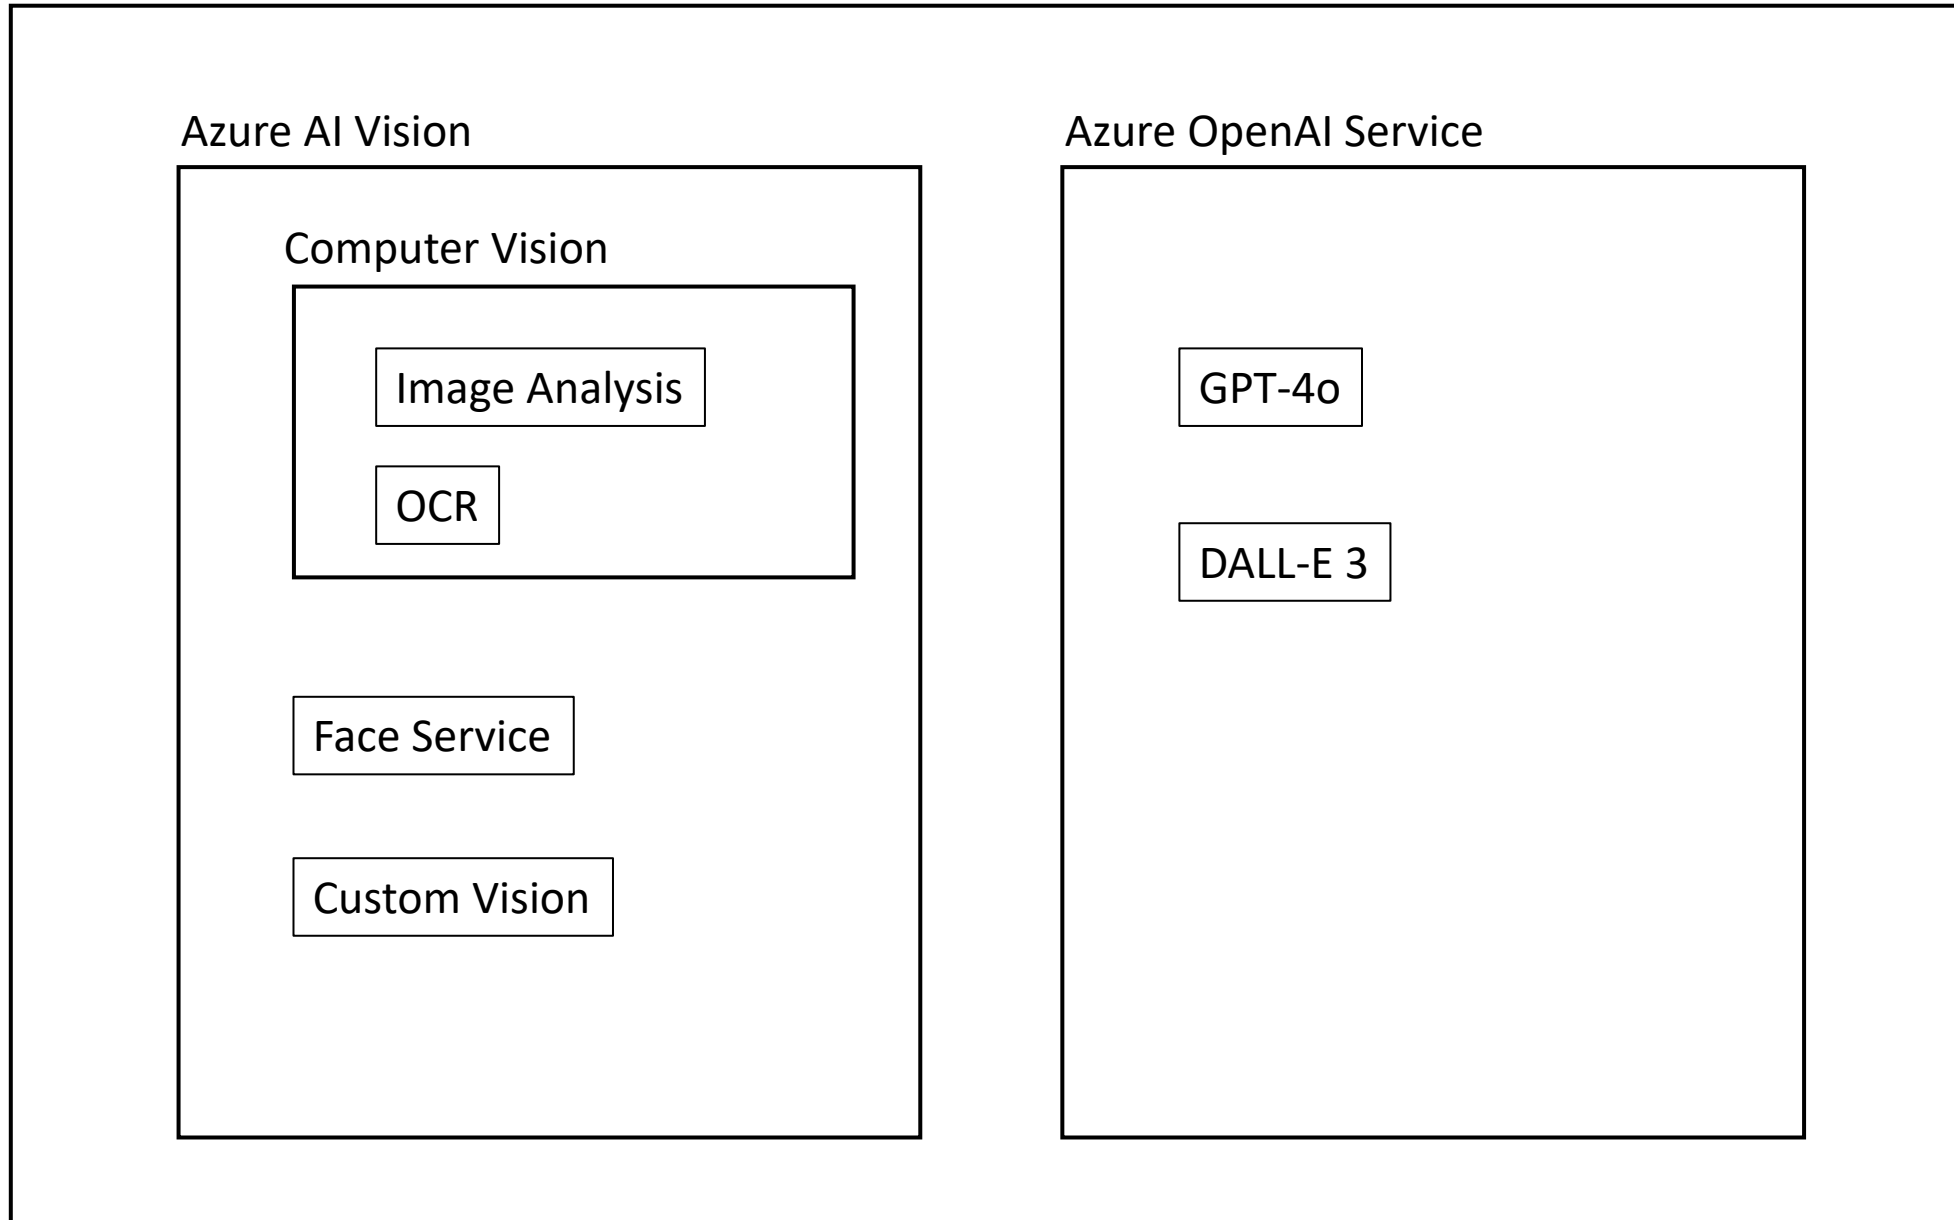 Azure AI Vision
Computer Vision
Image Analysis
OCR
Face Service
Custom Vision
Azure OpenAI Service
GPT-4o
DALL-E 3